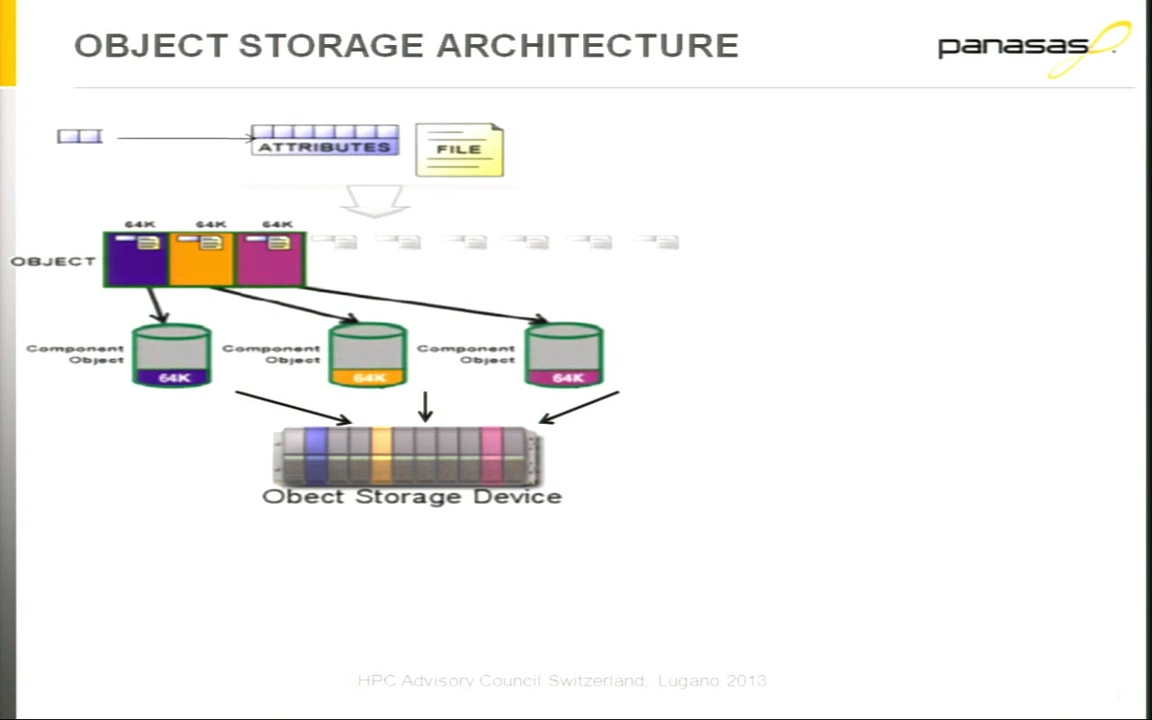 OBJECT STORAGE ARCHITECTURE
panasas
ATTRIBUTES
FILE
64K 64K 64K
OBJECT
Component Object
Component Object
Component Object
64K
64K
64K
Obect Storage Device
HPC Advisory Council Switzerland, Lugano 2013